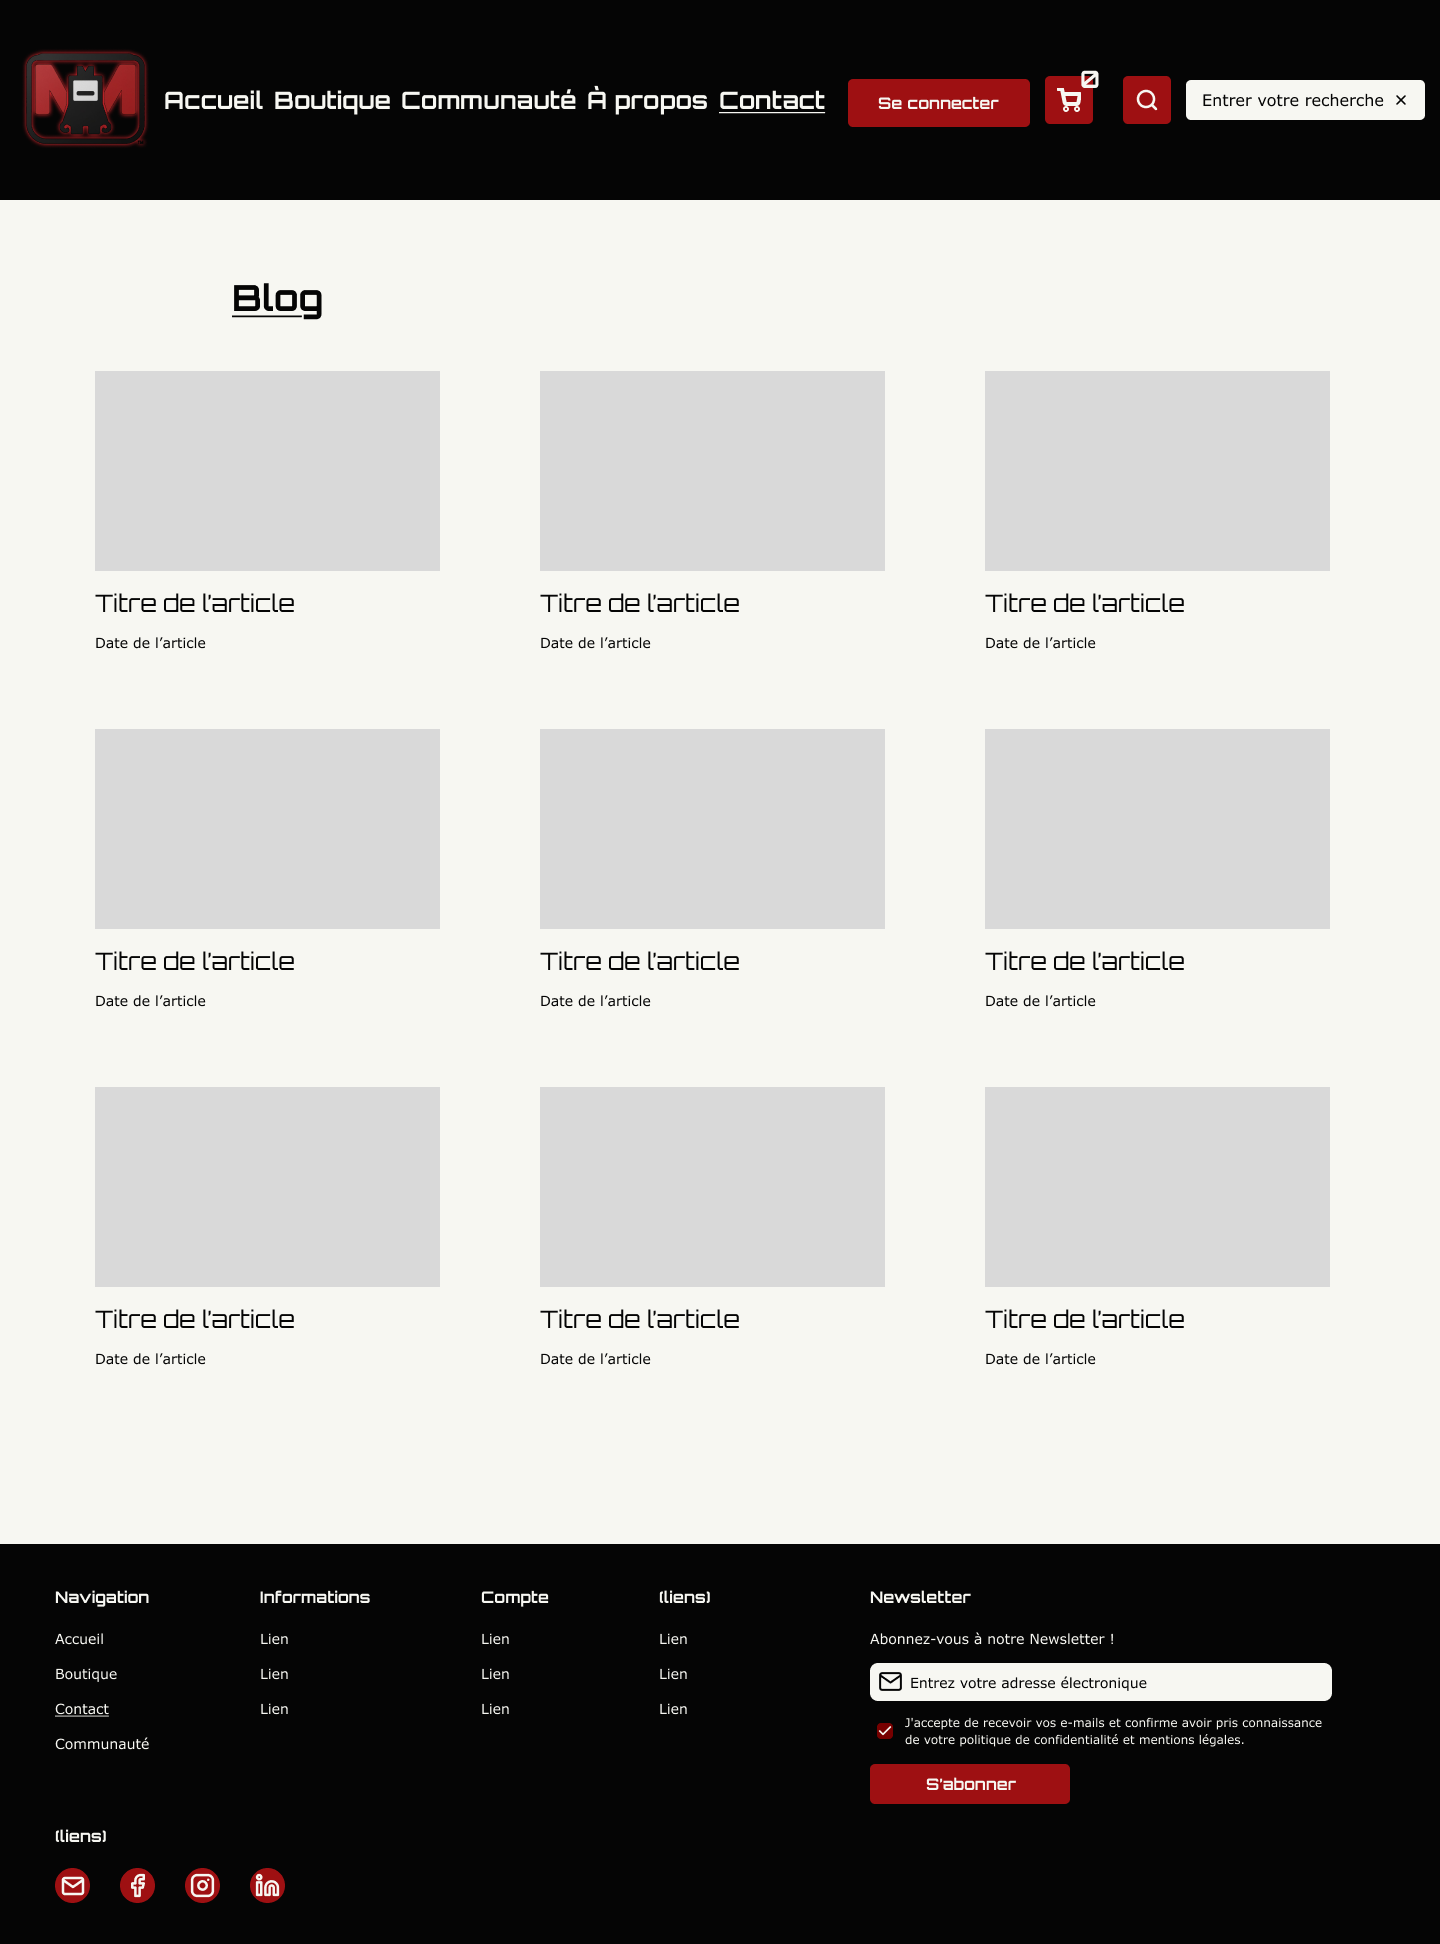 NM
Accueil Boutique Communauté À propos Contact Se connecter 0 Entrer votre recherche
Blog
Titre de l'article Titre de l'article Titre de l'article
Date de l'article Date de l'article Date de l'article
Titre de l'article Titre de l'article Titre de l'article
Date de l'article Date de l'article Date de l'article
Titre de l'article Titre de l'article Titre de l'article
Date de l'article Date de l'article Date de l'article
Navigation Informations Compte (liens) Newsletter
Accueil Lien Lien Lien Abonnez-vous à notre Newsletter !
Boutique Lien Lien Lien Entrez votre adresse électronique
Contact Lien Lien Lien
J'accepte de recevoir vos e-mails et confirme avoir pris connaissance
de votre politique de confidentialité et mentions légales.
Communauté
S'abonner
(liens)